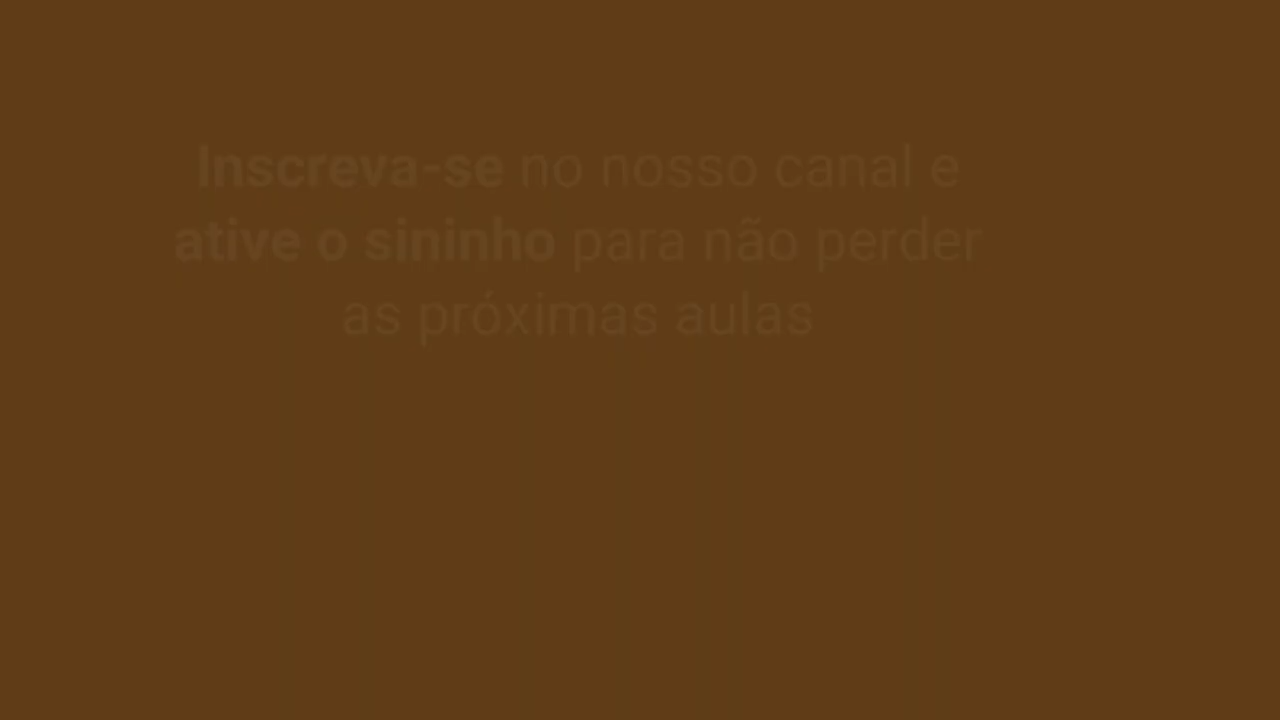 Inscreva-se no nosso canal e
ative o sininho para não perder
as próximas aulas